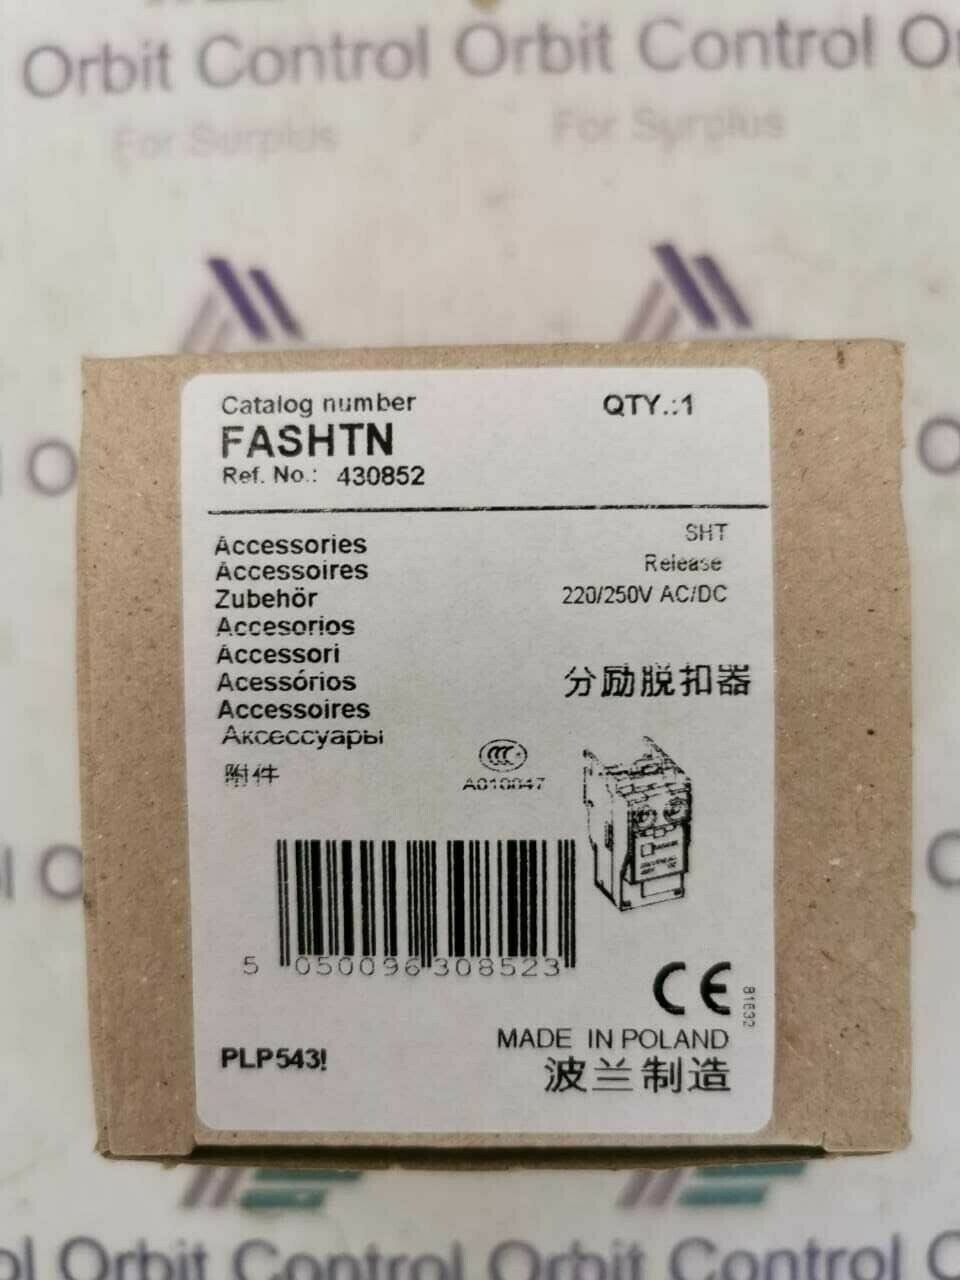 Orbit Control Orbit Control O
For Surplus For Surplus
Catalog number
FASHTN
QTY.:1
Ref. No.: 430852
Accessories
Accessoires
Zubehör
Accesorios
Accessori
Acessórios
Accessoires
Аксессуары
附件
SHT
Release
220/250V AC/DC
分励脱扣器
A010047
5 050096 308523
CE
81632
PLP543!
MADE IN POLAND
波兰制造
ol Orbit Control Orbit Control C